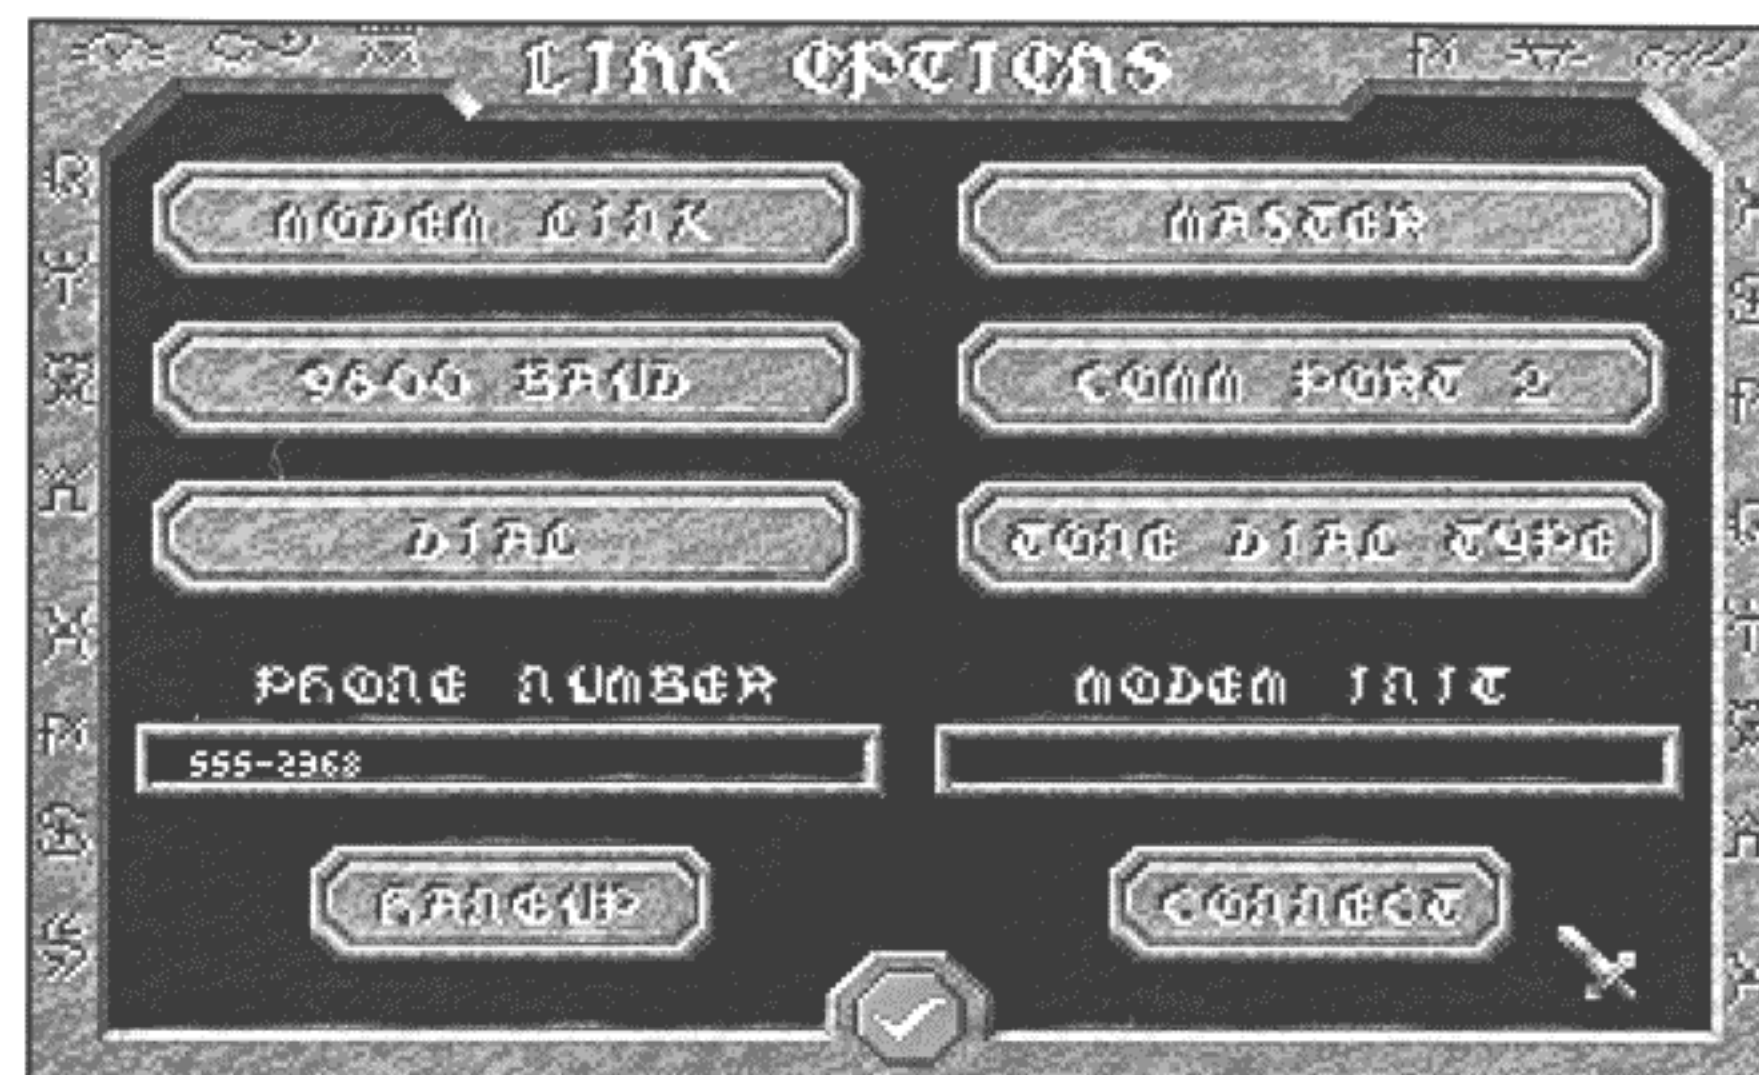 LINK OPTIONS
MODEM LINK
MASTER
9600 BAUD
COMM PORT 2
DIAL
TONE DIAL TYPE
PHONE NUMBER
MODEM INIT
555-2368
HANGUP
CONNECT